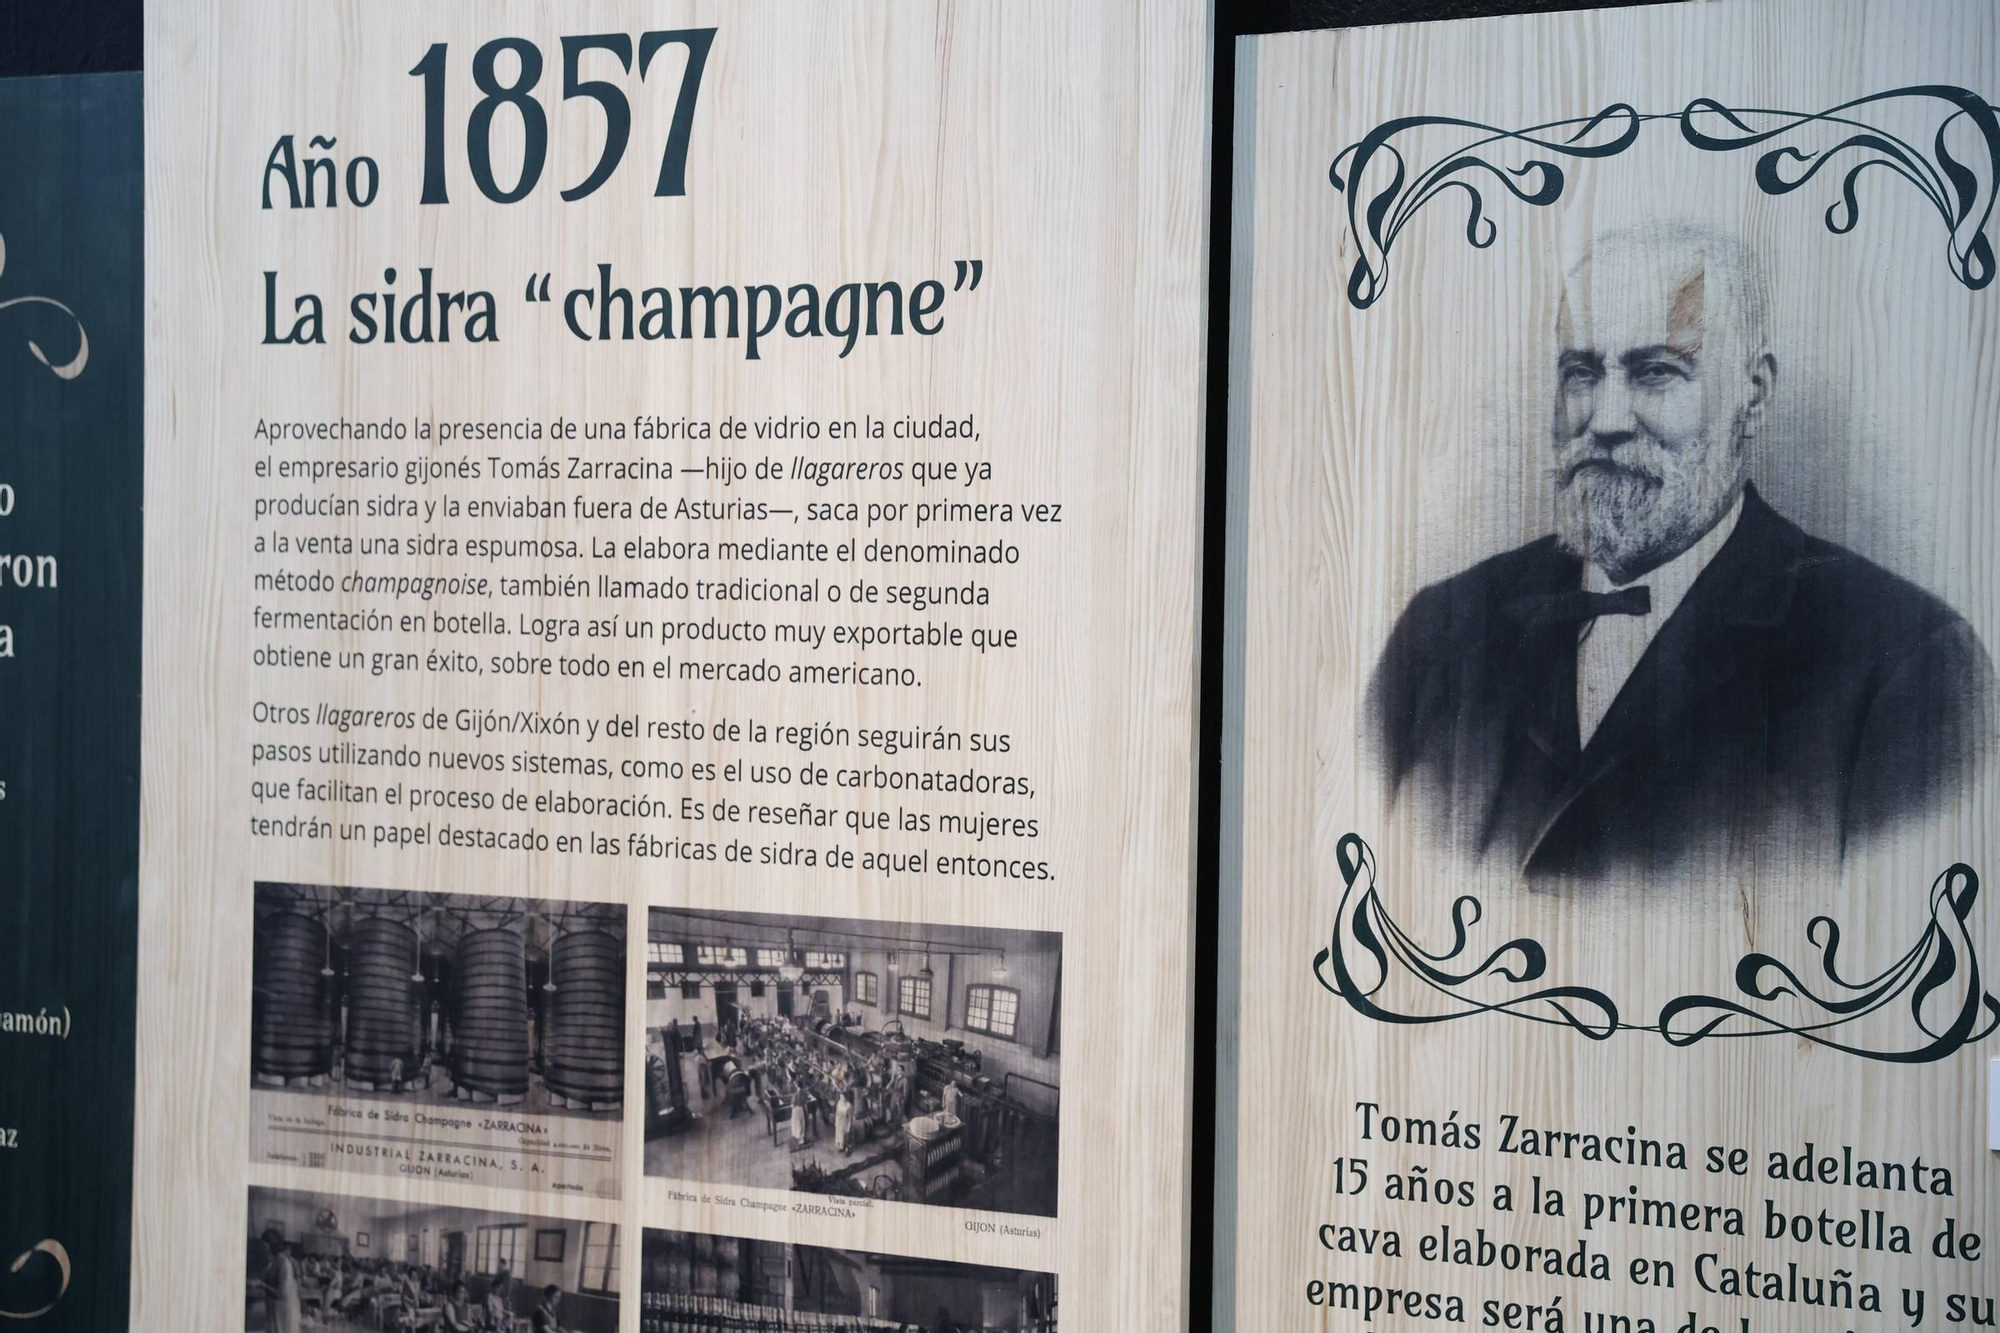 o
ron
a
s
amón)
az
Año 1857
La sidra “champagne”
Aprovechando la presencia de una fábrica de vidrio en la ciudad,
el empresario gijonés Tomás Zarracina —hijo de llagareros que ya
producían sidra y la enviaban fuera de Asturias—, saca por primera vez
a la venta una sidra espumosa. La elabora mediante el denominado
método champagnoise, también llamado tradicional o de segunda
fermentación en botella. Logra así un producto muy exportable que
obtiene un gran éxito, sobre todo en el mercado americano.
Otros llagareros de Gijón/Xixón y del resto de la región seguirán sus
pasos utilizando nuevos sistemas, como es el uso de carbonatadoras,
que facilitan el proceso de elaboración. Es de reseñar que las mujeres
tendrán un papel destacado en las fábricas de sidra de aquel entonces.
Fábrica de Sidra Champagne «ZARRACINA»
INDUSTRIAL ZARRACINA, S. A.
GIJON (Asturias)
Apartado
Vista parcial.
Fábrica de Sidra Champagne «ZARRACINA»
GIJON (Asturias)
Tomás Zarracina se adelanta
15 años a la primera botella de
cava elaborada en Cataluña y su
empresa será una de